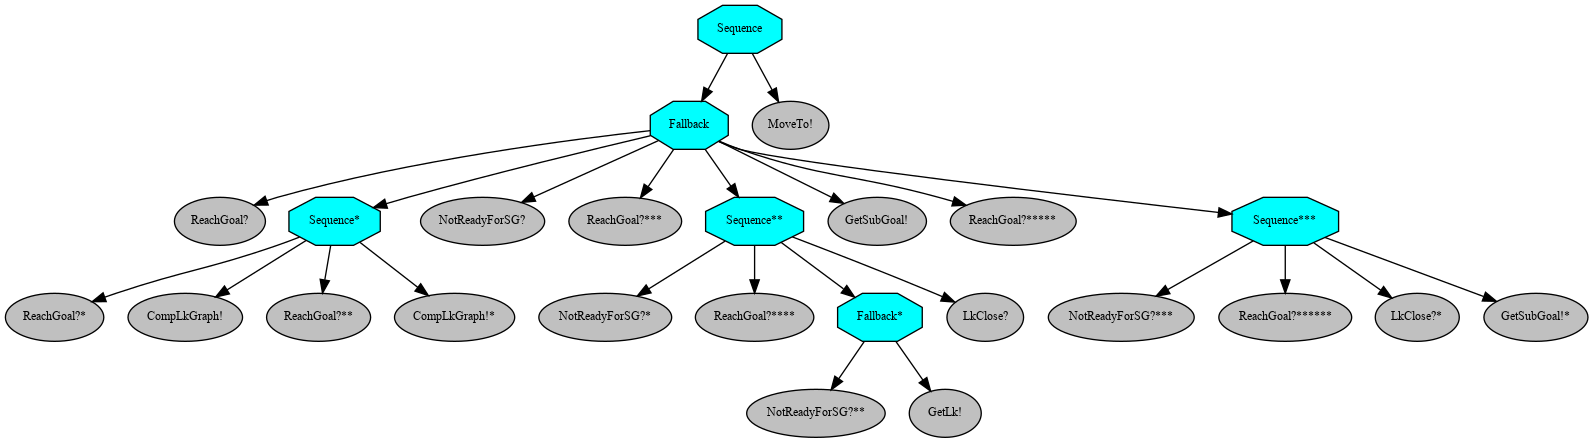 Sequence
Fallback
MoveTo!
ReachGoal?
Sequence*
NotReadyForSG?
ReachGoal?***
Sequence**
GetSubGoal!
ReachGoal?*****
Sequence***
ReachGoal?*
CompLkGraph!
ReachGoal?**
CompLkGraph!*
NotReadyForSG?*
ReachGoal?****
Fallback*
LkClose?
NotReadyForSG?***
ReachGoal?******
LkClose?*
GetSubGoal!*
NotReadyForSG?**
GetLk!